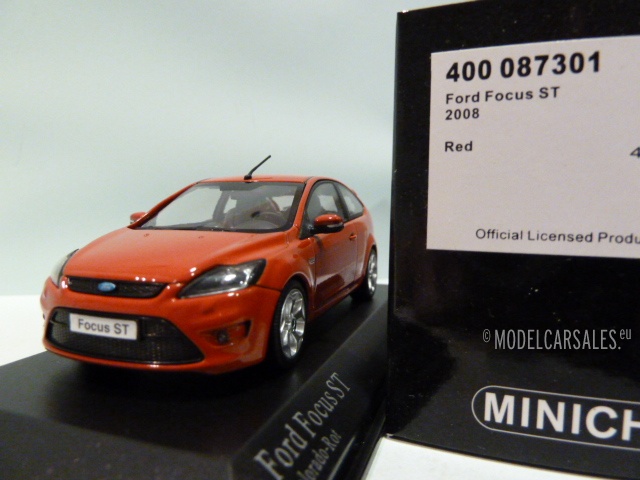 400 087301
Ford Focus ST
2008
Red
4
Official Licensed Produ
© MODELCARSALES.eu
MINICH
Focus ST
Ford Focus ST